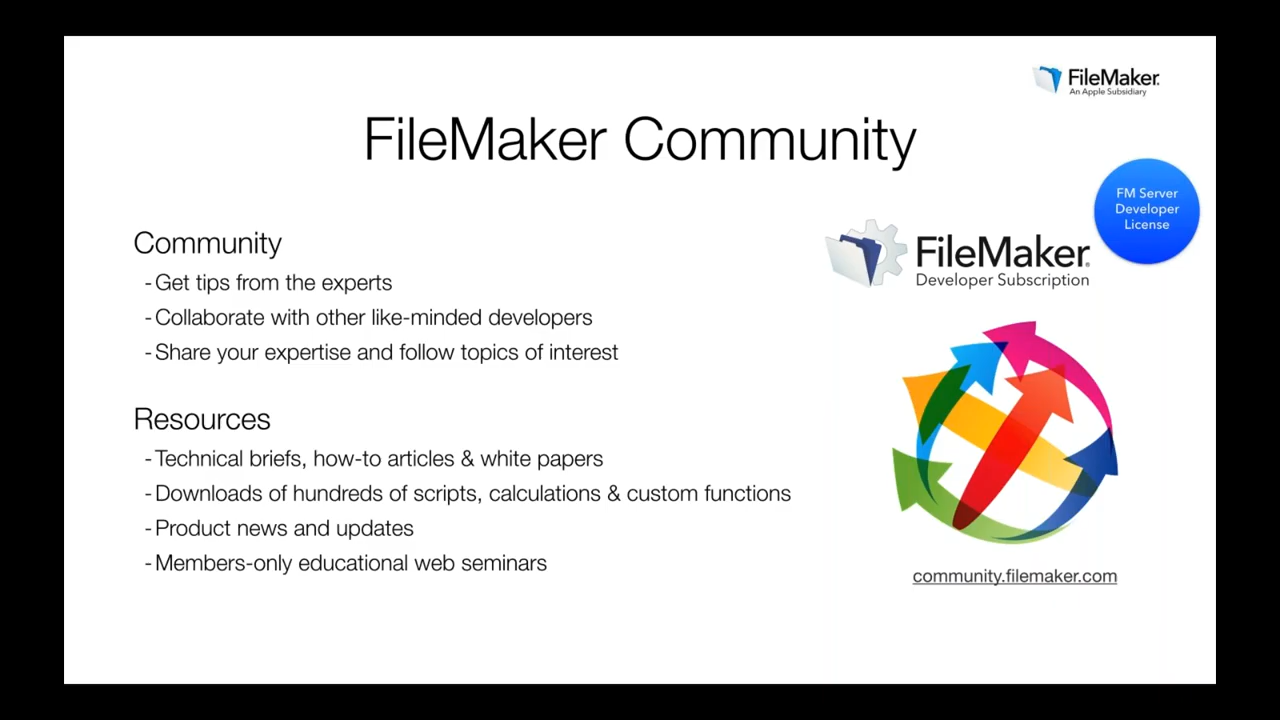 FileMaker
An Apple Subsidiary
FileMaker Community
FM Server
Developer
License
Community
- Get tips from the experts
- Collaborate with other like-minded developers
- Share your expertise and follow topics of interest
FileMaker
Developer Subscription
Resources
- Technical briefs, how-to articles & white papers
- Downloads of hundreds of scripts, calculations & custom functions
- Product news and updates
- Members-only educational web seminars
community.filemaker.com